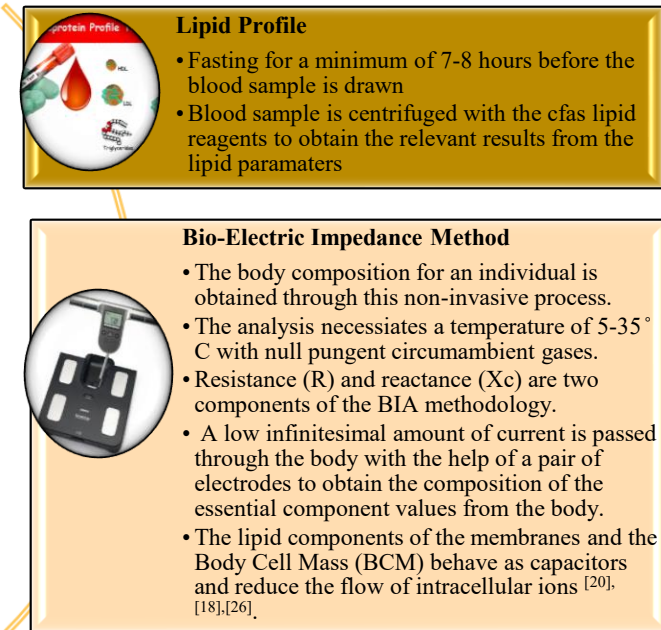 protein Profile
Lipid Profile
• Fasting for a minimum of 7-8 hours before the
blood sample is drawn
• Blood sample is centrifuged with the cfas lipid
reagents to obtain the relevant results from the
lipid paramaters
HDL
LDL
Triglycerides
Bio-Electric Impedance Method
• The body composition for an individual is
obtained through this non-invasive process.
• The analysis necessiates a temperature of 5-35°
C with null pungent circumambient gases.
• Resistance (R) and reactance (Xc) are two
components of the BIA methodology.
• A low infinitesimal amount of current is passed
through the body with the help of a pair of
electrodes to obtain the composition of the
essential component values from the body.
• The lipid components of the membranes and the
Body Cell Mass (BCM) behave as capacitors
and reduce the flow of intracellular ions [20],
[18],[26].